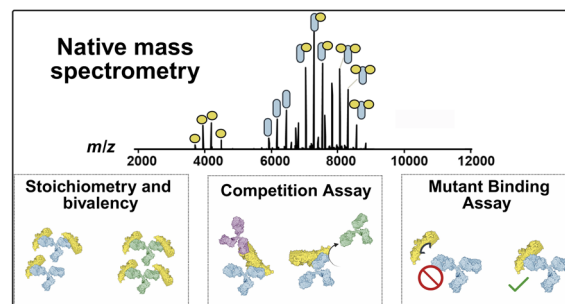 Native mass
spectrometry
m/z
2000 4000 6000 8000 10000 12000
Stoichiometry and
bivalency
Competition Assay
Mutant Binding
Assay